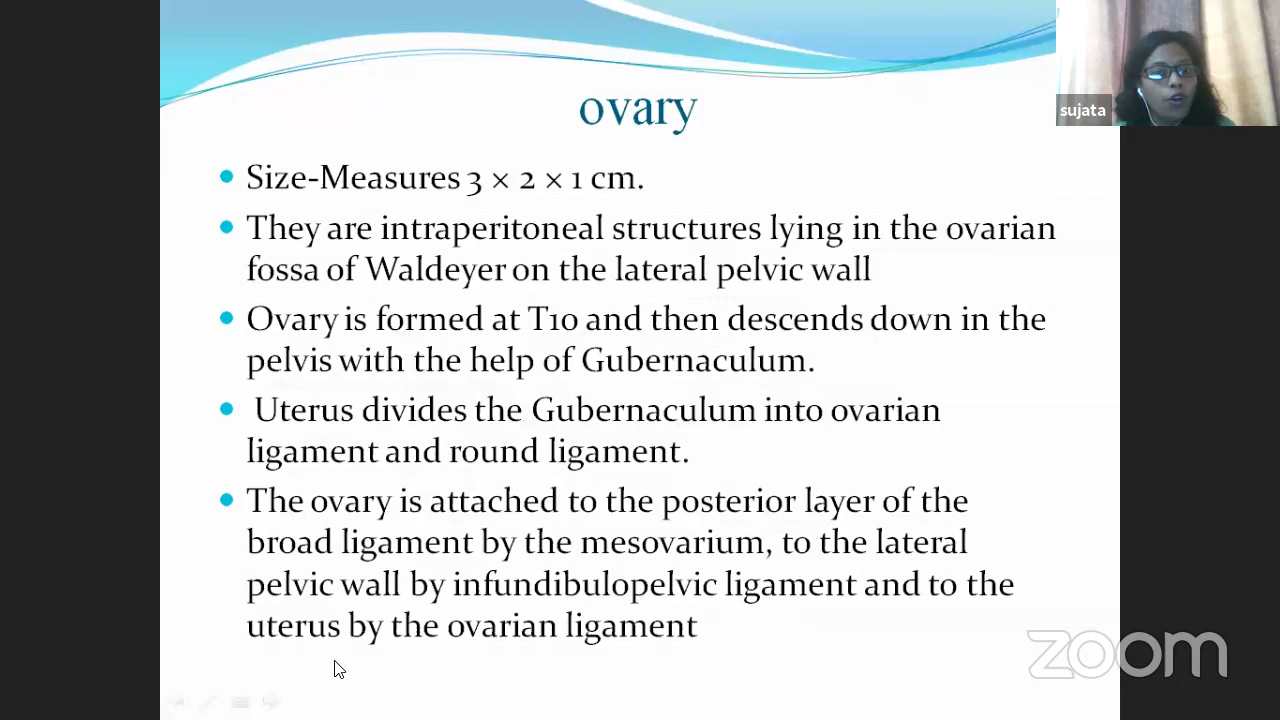 ovary
sujata
Size-Measures 3 × 2 × 1 cm.
They are intraperitoneal structures lying in the ovarian
fossa of Waldeyer on the lateral pelvic wall
Ovary is formed at T10 and then descends down in the
pelvis with the help of Gubernaculum.
Uterus divides the Gubernaculum into ovarian
ligament and round ligament.
The ovary is attached to the posterior layer of the
broad ligament by the mesovarium, to the lateral
pelvic wall by infundibulopelvic ligament and to the
uterus by the ovarian ligament
zoom